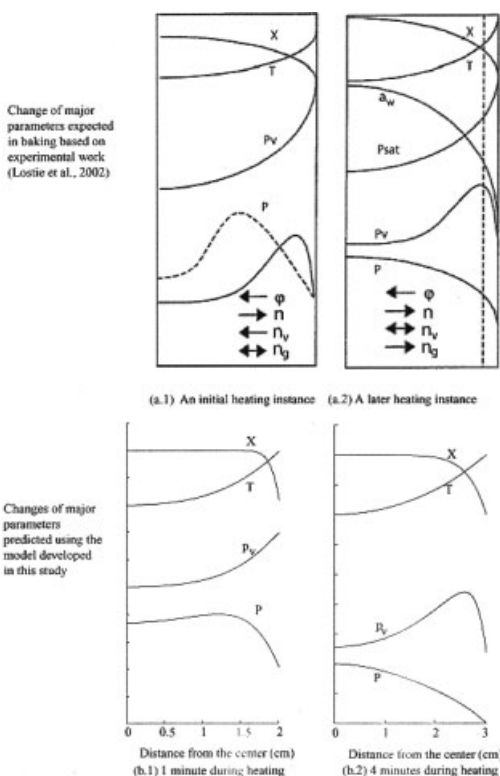 Change of major
parameters expected
in baking based on
experimental work
(Lostie et al., 2002)
X
T
Pv
P
φ
n
nv
ng
X
T
aw
Psat
Pv
P
φ
n
nv
ng
(a.1) An initial heating instance (a.2) A later heating instance
Changes of major
parameters
predicted using the
model developed
in this study
X
T
pv
P
0 0.5 1 1.5 2
Distance from the center (cm)
(b.1) 1 minute during heating
X
T
pv
P
0 1 2 3
Distance from the center (cm)
(b.2) 4 minutes during heating